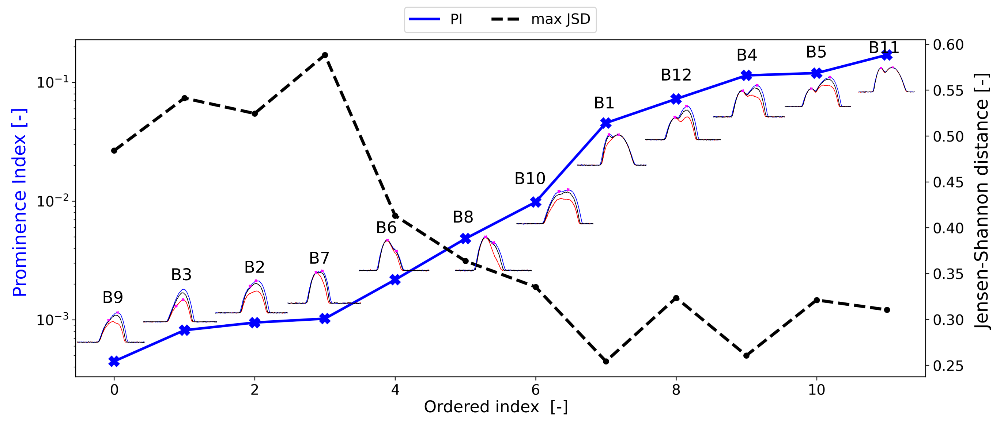 PI max JSD
B11
B5
B4
B12
B1
B10
B8
B6
B7
B2
B3
B9
10⁻¹
10⁻²
10⁻³
Prominence Index [-]
0.60
0.55
0.50
0.45
0.40
0.35
0.30
0.25
Jensen-Shannon distance [-]
0 2 4 6 8 10
Ordered index [-]